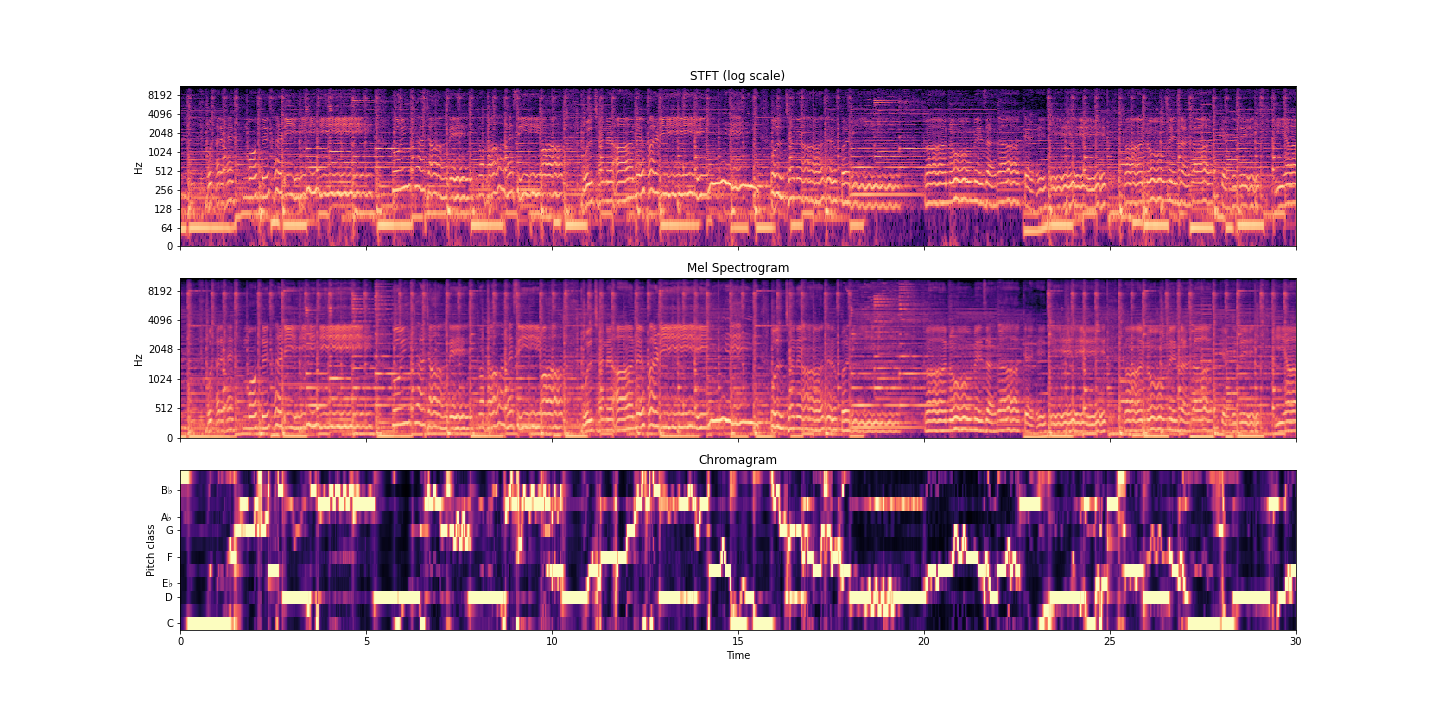 STFT (log scale)
8192
4096
2048
1024
512
256
128
64
0
Hz
Mel Spectrogram
8192
4096
2048
1024
512
0
Hz
Chromagram
B♭
A♭
G
F
E♭
D
C
Pitch class
0 5 10 15 20 25 30
Time